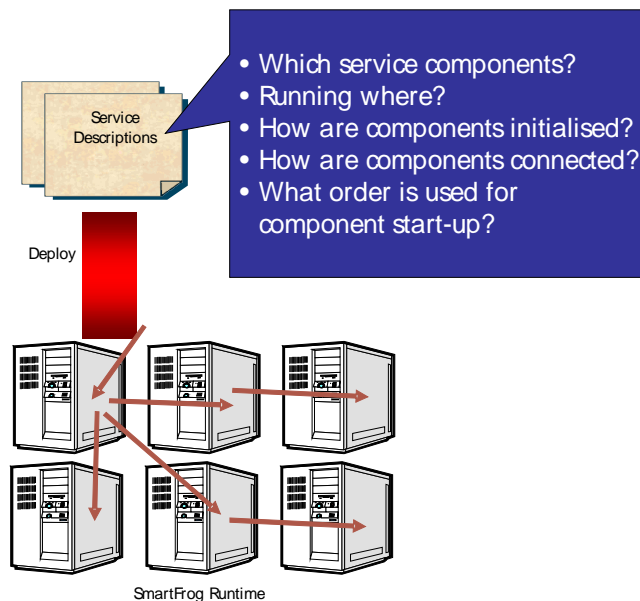 • Which service components?
• Running where?
• How are components initialised?
• How are components connected?
• What order is used for
component start-up?
Service
Descriptions
Deploy
SmartFrog Runtime